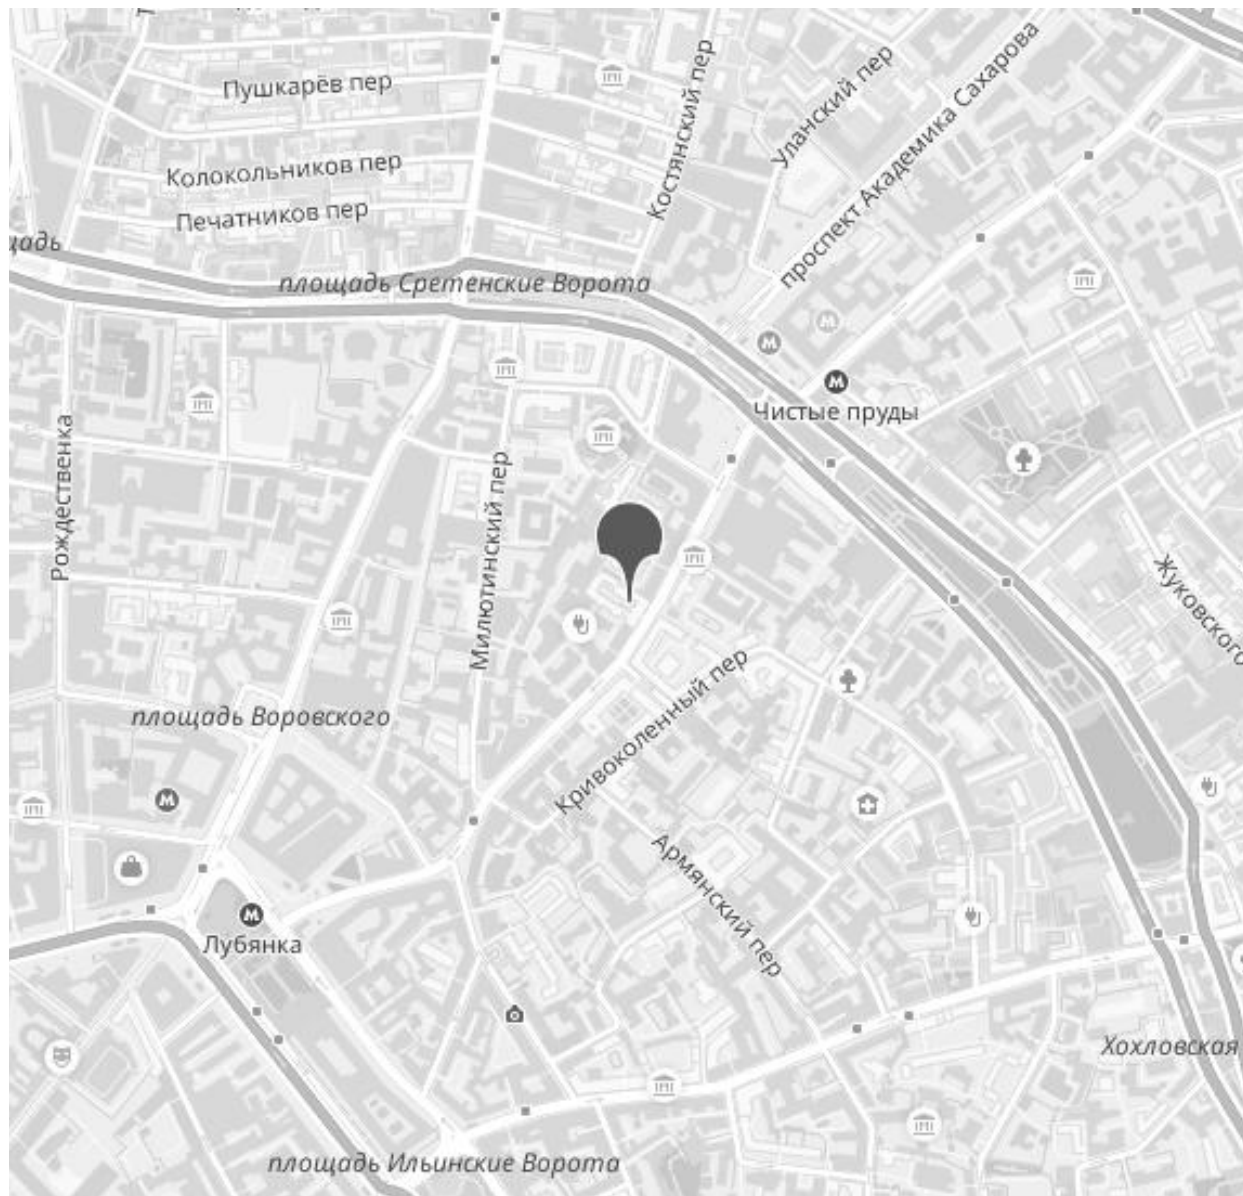 Пушкарёв пер
Костянский пер
Уланский пер
проспект Академика Сахарова
Колокольников пер
Печатников пер
площадь Сретенские Ворота
Чистые пруды
Рождественка
Милютинский пер
Жуковского
Кривоколенный пер
площадь Воровского
Армянский пер
Лубянка
Хохловская
площадь Ильинские Ворота